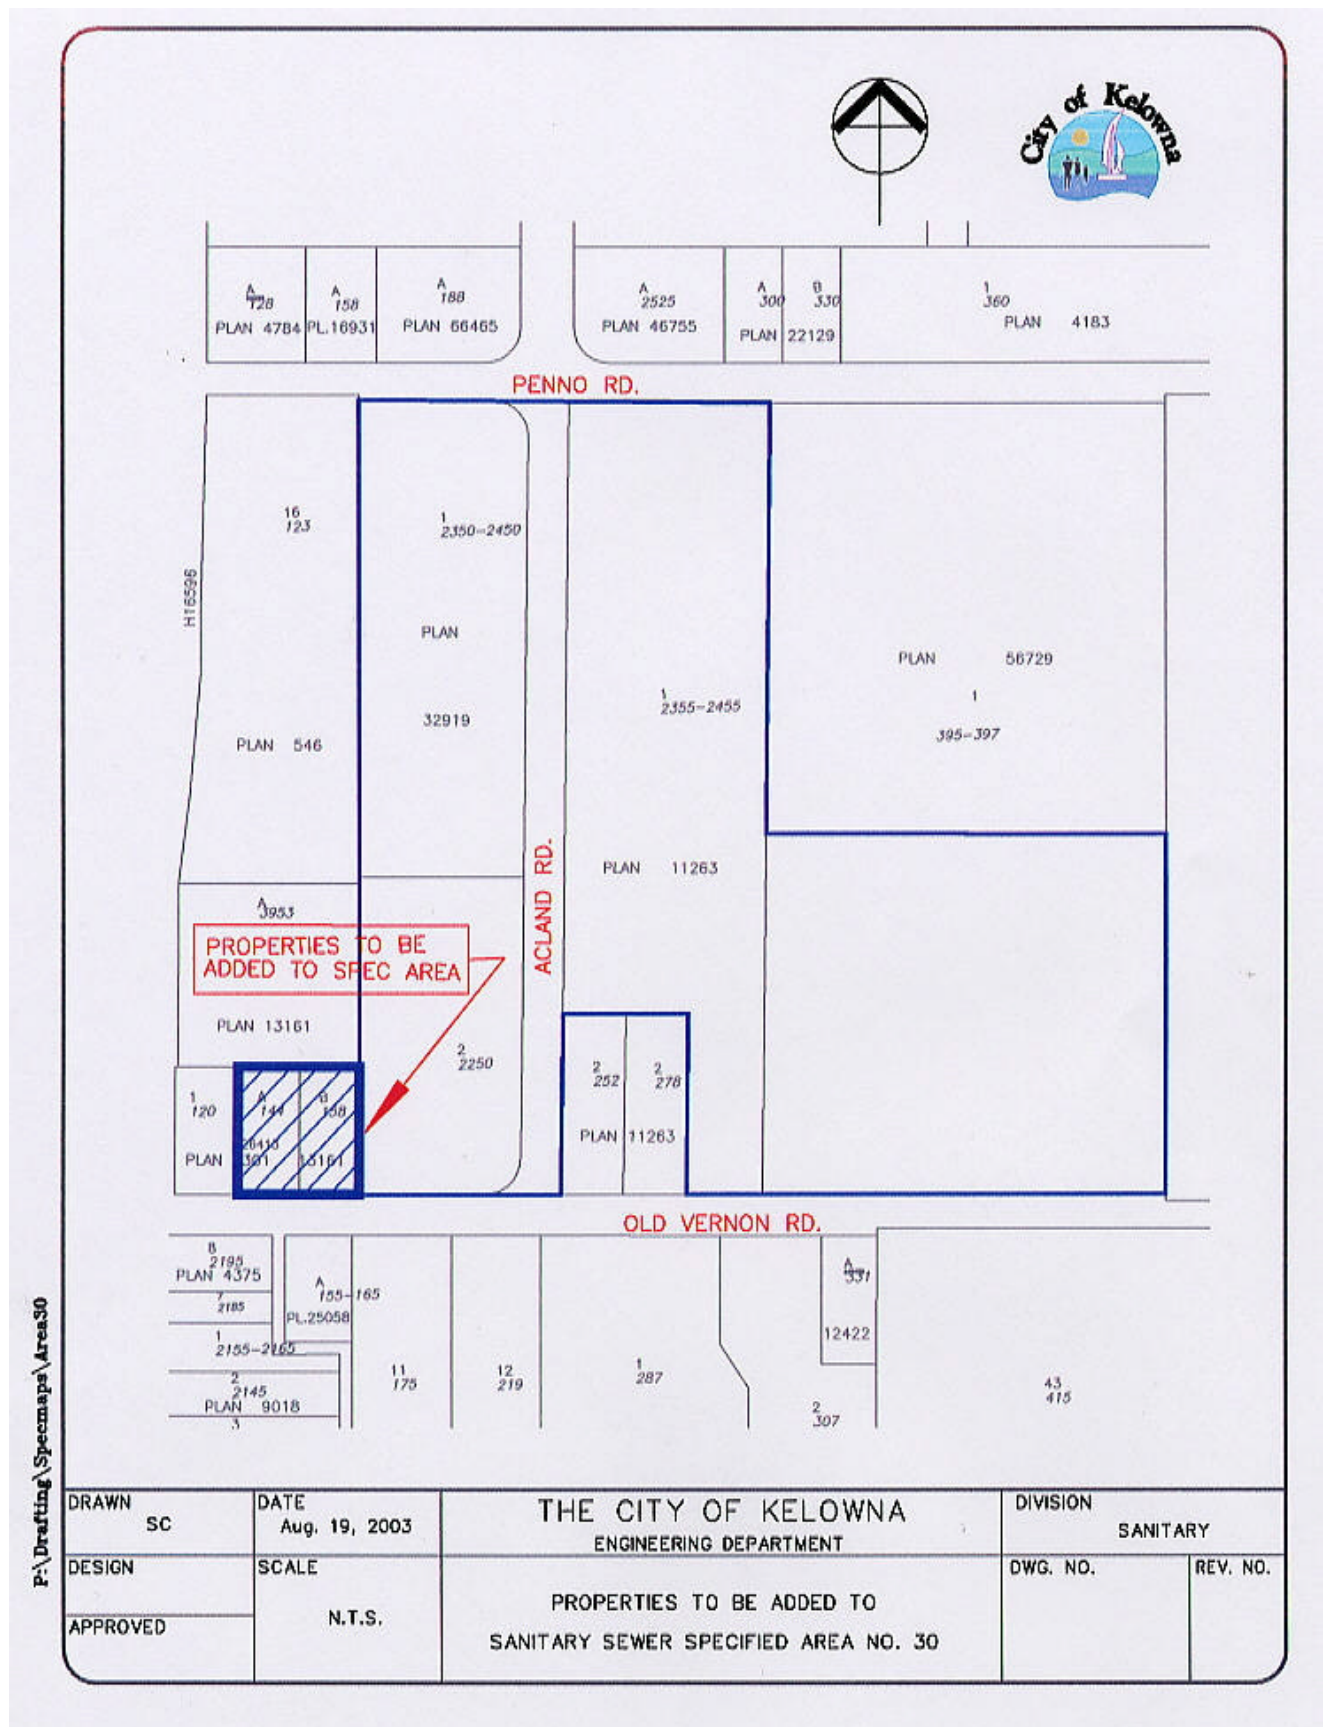 City of Kelowna
A
128
PLAN 4784
A
158
PL.16931
A
188
PLAN 66465
A
2525
PLAN 46755
A
300
B
330
PLAN 22129
1
360
PLAN 4183
PENNO RD.
16
123
H16596
PLAN 546
1
2350-2450
PLAN
32919
1
2355-2455
PLAN 11263
PLAN 56729
1
395-397
ACLAND RD.
A
3953
PROPERTIES TO BE
ADDED TO SPEC AREA
PLAN 13161
2
2250
2
252
2
278
PLAN 11263
1
120
PLAN
A
B
158
13161
OLD VERNON RD.
B
2195
PLAN 4375
7
2185
1
2155-2165
2
2145
PLAN 9018
3
A
155-165
PL.25058
11
175
12
219
1
287
2
307
A
331
12422
43
415
P:\Drafting\Specmaps\Area30
DRAWN
SC
DATE
Aug. 19, 2003
THE CITY OF KELOWNA
ENGINEERING DEPARTMENT
DIVISION
SANITARY
DESIGN
SCALE
N.T.S.
APPROVED
PROPERTIES TO BE ADDED TO
SANITARY SEWER SPECIFIED AREA NO. 30
DWG. NO.
REV. NO.